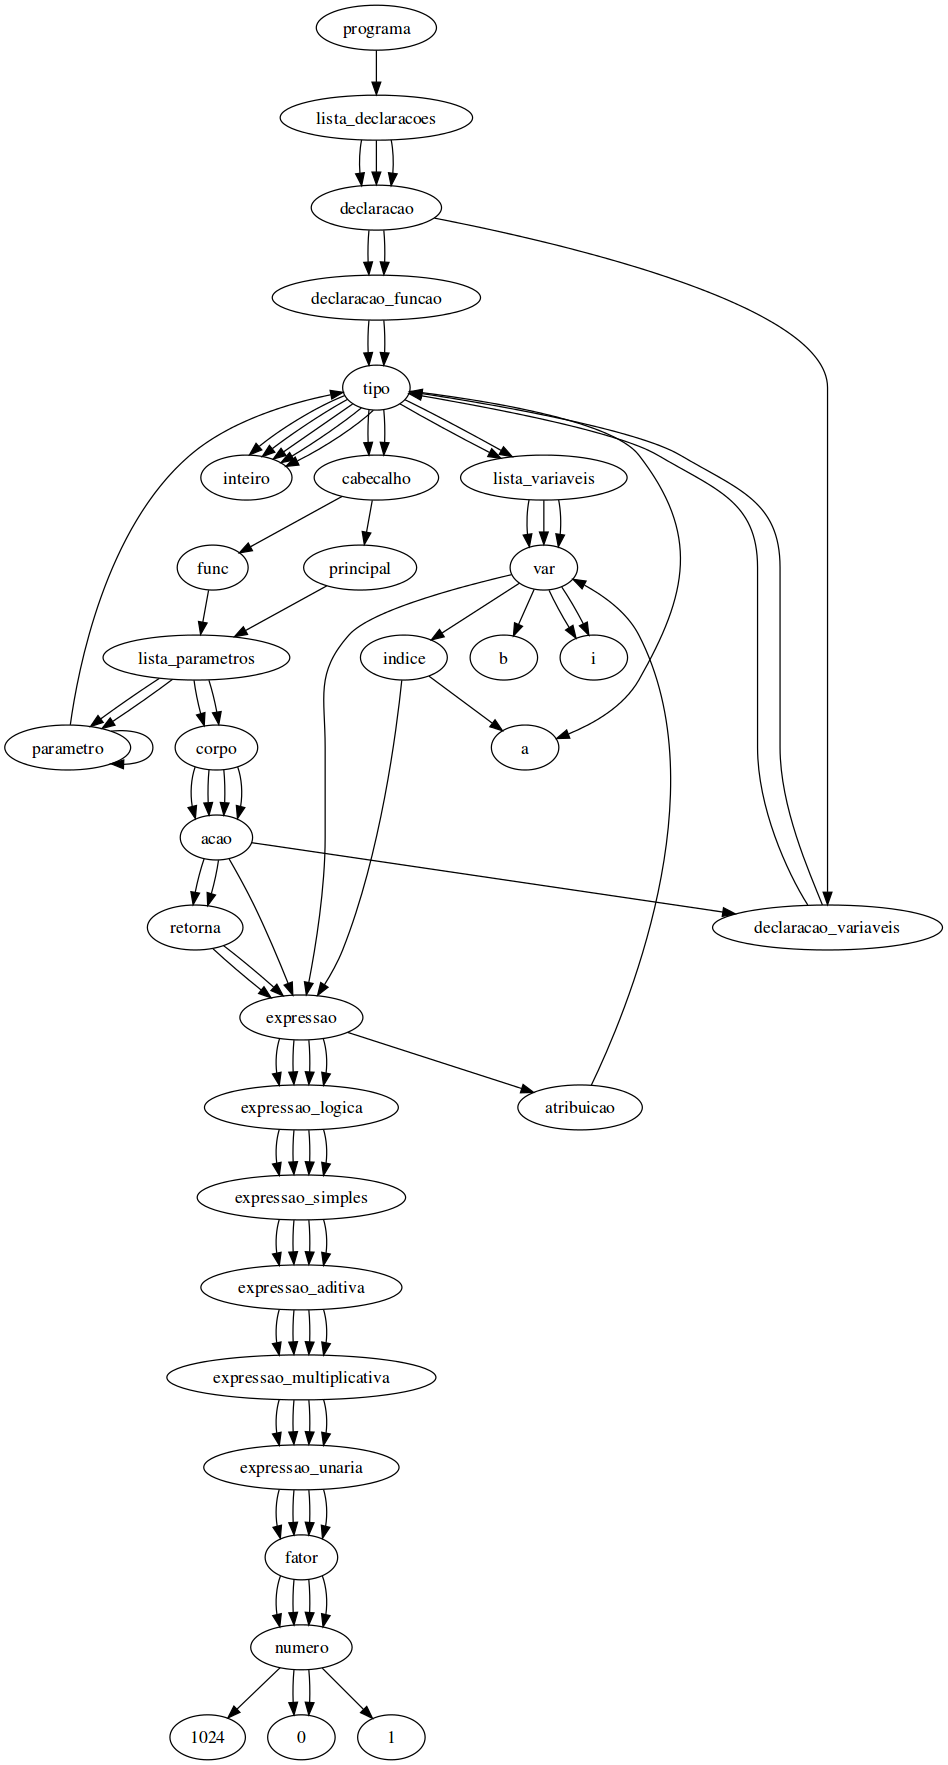 programa
lista_declaracoes
declaracao
declaracao_funcao
tipo
inteiro
cabecalho
lista_variaveis
func
principal
var
lista_parametros
indice
b
i
parametro
corpo
a
acao
retorna
declaracao_variaveis
expressao
expressao_logica
atribuicao
expressao_simples
expressao_aditiva
expressao_multiplicativa
expressao_unaria
fator
numero
1024
0
1